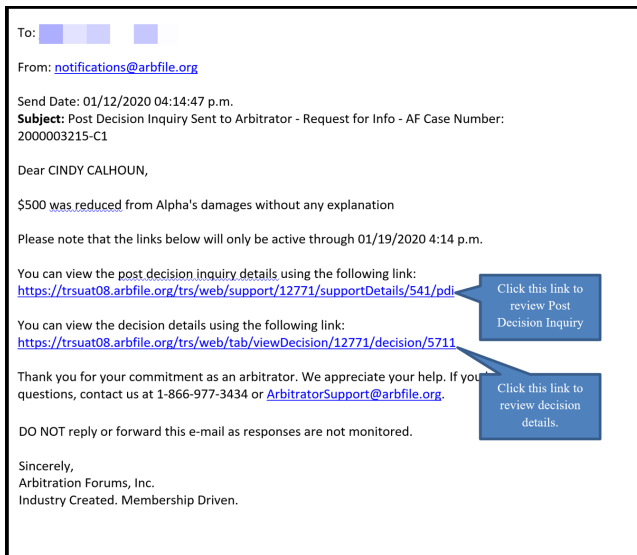 To:
From: notifications@arbfile.org
Send Date: 01/12/2020 04:14:47 p.m.
Subject: Post Decision Inquiry Sent to Arbitrator - Request for Info - AF Case Number:
2000003215-C1
Dear CINDY CALHOUN,
$500 was reduced from Alpha's damages without any explanation
Please note that the links below will only be active through 01/19/2020 4:14 p.m.
You can view the post decision inquiry details using the following link:
https://trsuat08.arbfile.org/trs/web/support/12771/supportDetails/541/pdi
Click this link to
review Post
Decision Inquiry
You can view the decision details using the following link:
https://trsuat08.arbfile.org/trs/web/tab/viewDecision/12771/decision/5711
Thank you for your commitment as an arbitrator. We appreciate your help. If you
questions, contact us at 1-866-977-3434 or ArbitratorSupport@arbfile.org.
Click this link to
review decision
details.
DO NOT reply or forward this e-mail as responses are not monitored.
Sincerely,
Arbitration Forums, Inc.
Industry Created. Membership Driven.